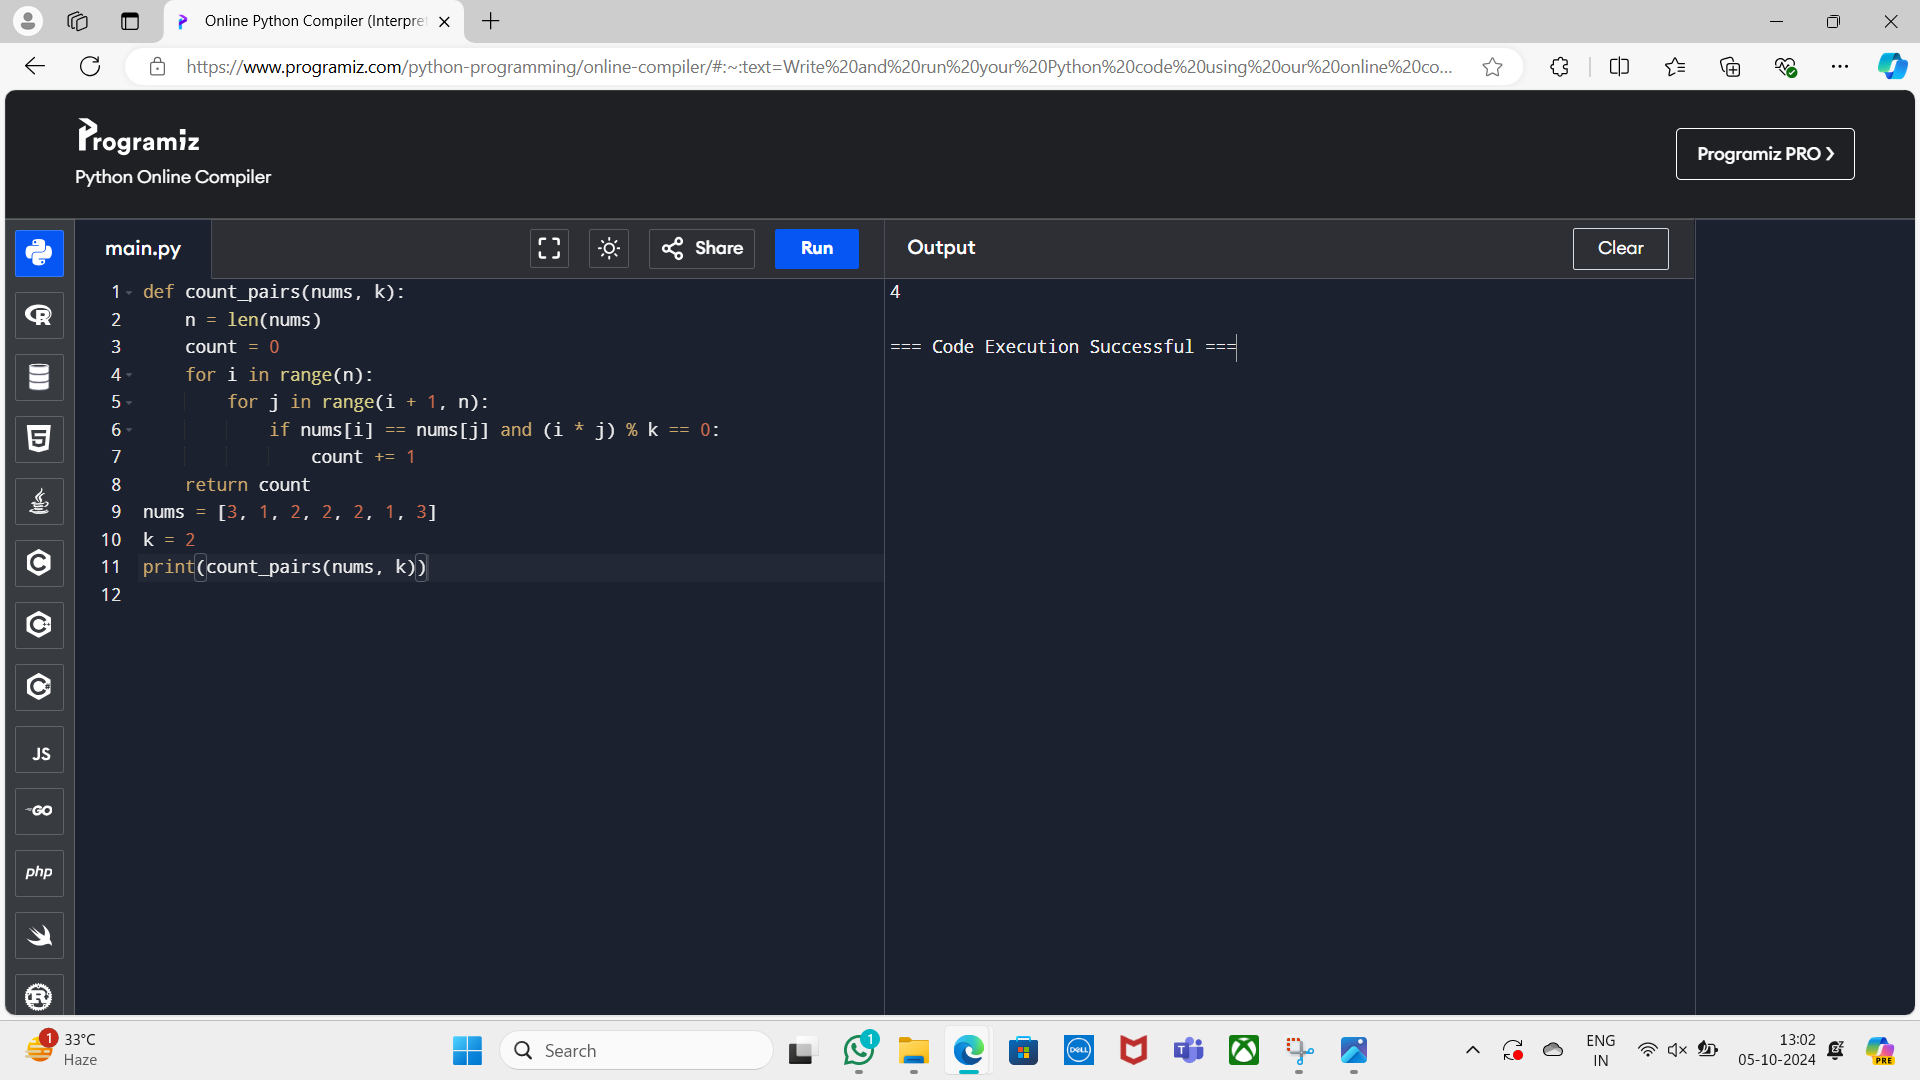 Online Python Compiler (Interpre
https://www.programiz.com/python-programming/online-compiler/#:~:text=Write%20and%20run%20your%20Python%20code%20using%20our%20online%20co...
Programiz
Python Online Compiler
Programiz PRO ❯
main.py
Share
Run
Output
Clear
1 def count_pairs(nums, k):
2     n = len(nums)
3     count = 0
4     for i in range(n):
5         for j in range(i + 1, n):
6             if nums[i] == nums[j] and (i * j) % k == 0:
7                 count += 1
8     return count
9 nums = [3, 1, 2, 2, 2, 1, 3]
10 k = 2
11 print(count_pairs(nums, k))
12
4
=== Code Execution Successful ===
R
5
C
C+
C#
JS
GO
php
R
1
33°C
Haze
Search
1
DELL
ENG
IN
13:02
05-10-2024
PRE